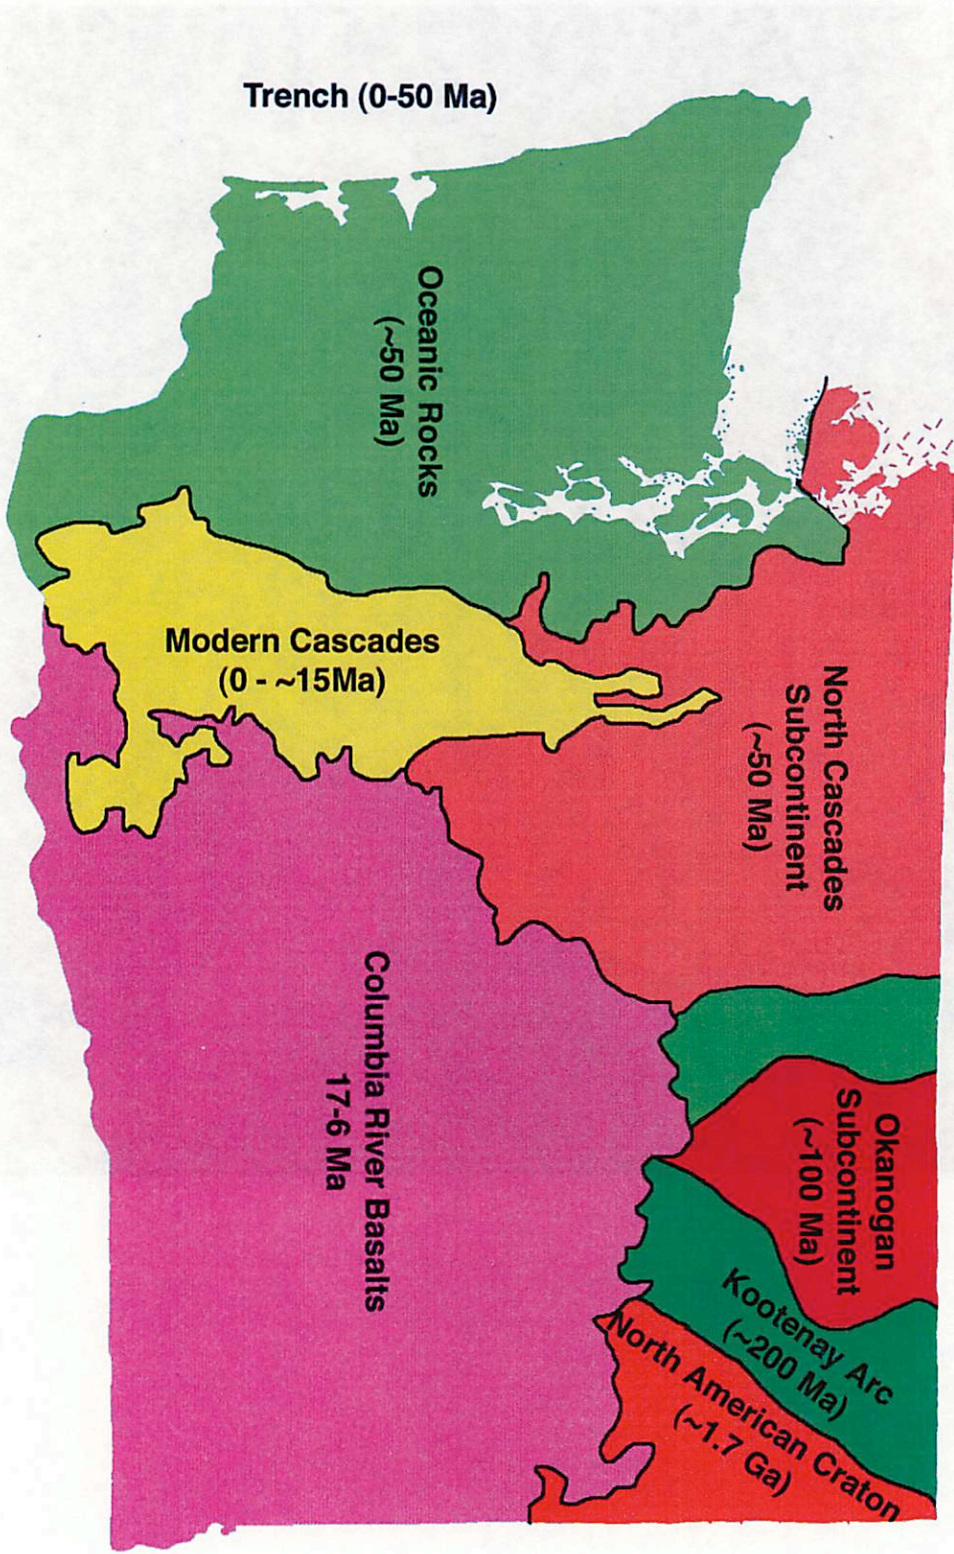 Trench (0-50 Ma)
Oceanic Rocks
(~50 Ma)
Modern Cascades
(0 - ~15Ma)
North Cascades
Subcontinent
(~50 Ma)
Columbia River Basalts
17-6 Ma
Okanogan
Subcontinent
(~100 Ma)
Kootenay Arc
(~200 Ma)
North American Craton
(~1.7 Ga)